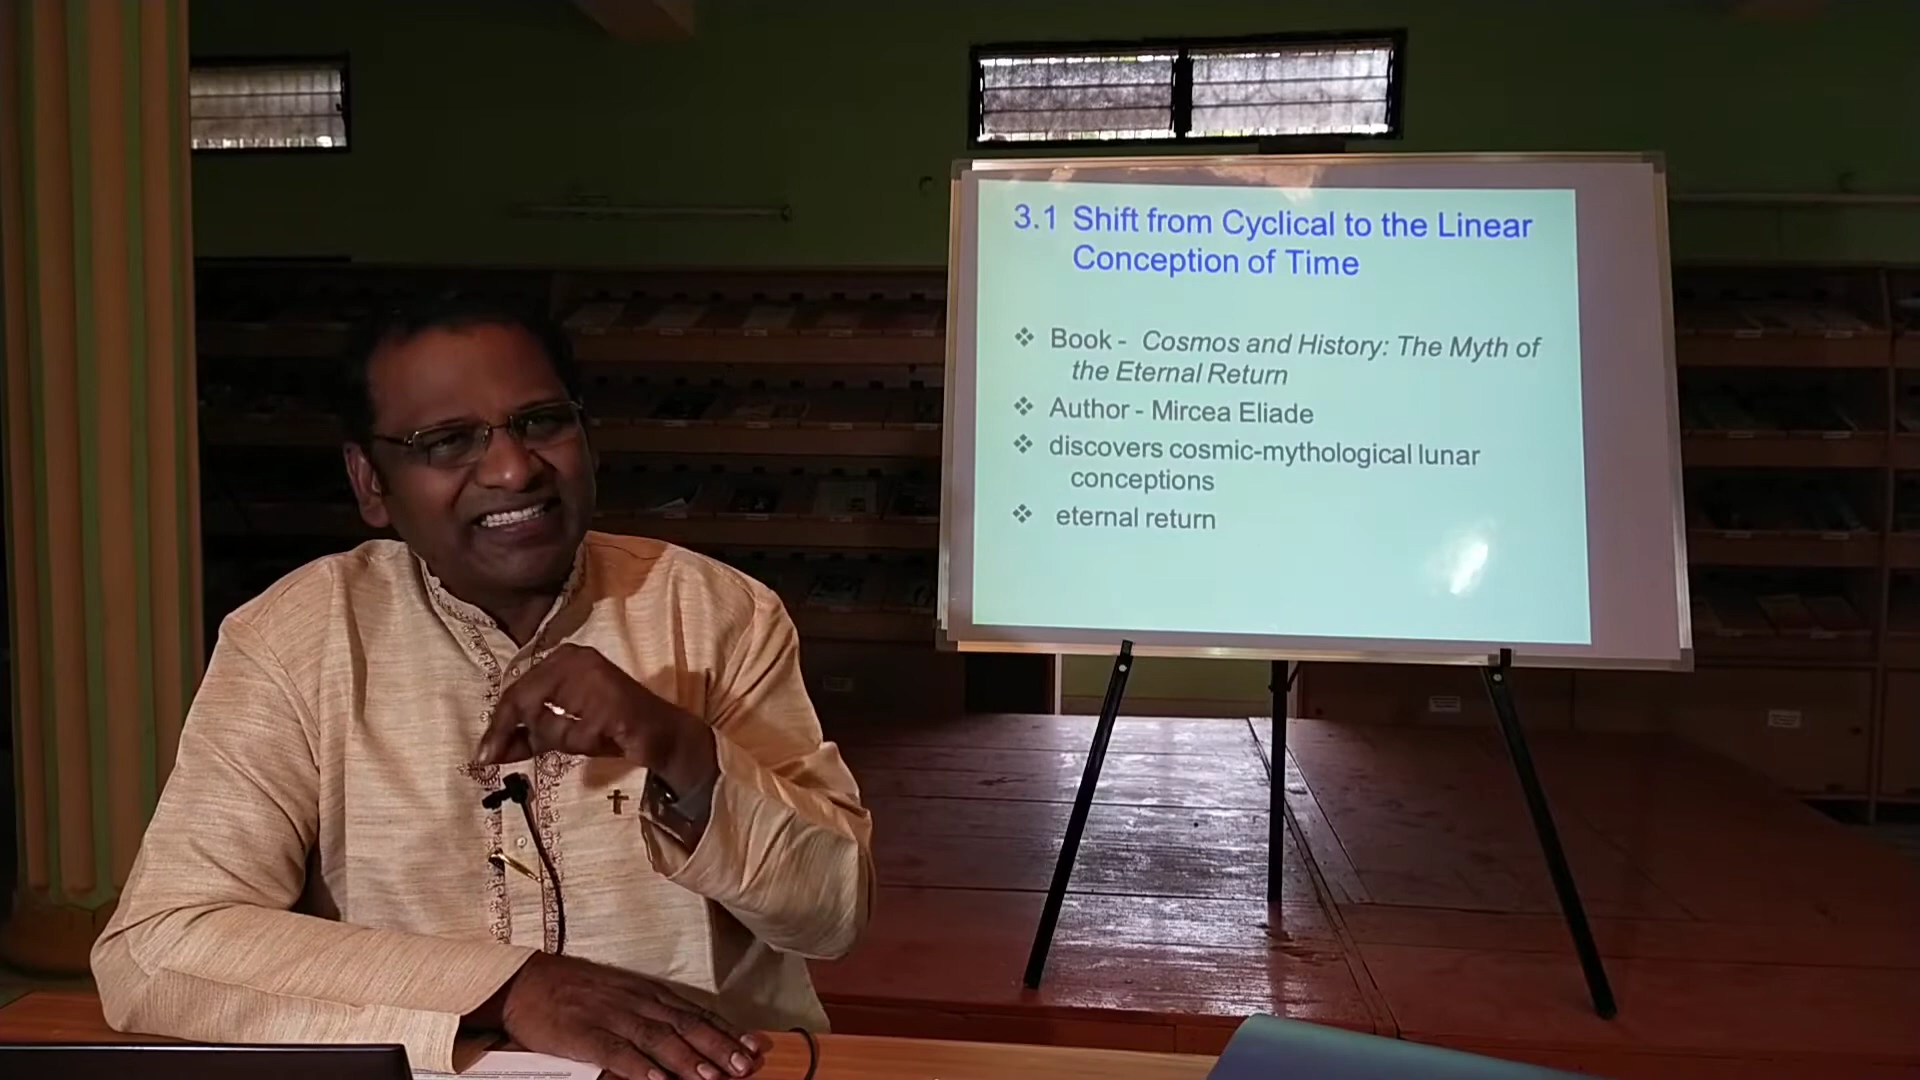 3.1 Shift from Cyclical to the Linear
Conception of Time
❖ Book - Cosmos and History: The Myth of
the Eternal Return
❖ Author - Mircea Eliade
❖ discovers cosmic-mythological lunar
conceptions
❖ eternal return